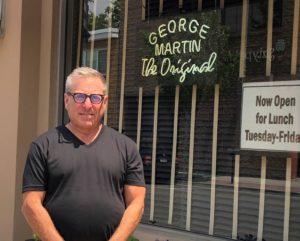 GEORGE
MARTIN
The Original
Now Open
for Lunch
Tuesday-Frida